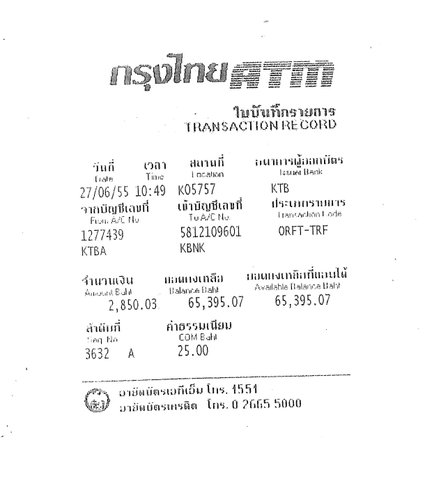 กรุงไทย ATM
ใบบันทึกรายการ
TRANSACTION RECORD
วันที่ เวลา สถานที่ ธนาคารผู้ออกบัตร
Date Time Location Issuer Bank
27/06/55 10:49 K05757 KTB
จากบัญชีเลขที่ เข้าบัญชีเลขที่ ประเภทรายการ
From A/C No To A/C No Transaction Code
1277439 5812109601 ORFT-TRF
KTBA KBNK
จำนวนเงิน ยอดคงเหลือ ยอดคงเหลือที่ถอนได้
Amount Baht Balance Baht Available Balance Baht
2,850.03 65,395.07 65,395.07
ลำดับที่ ค่าธรรมเนียม
Seq. No COM Baht
3632 A 25.00
อายัดบัตรเอทีเอ็ม โทร. 1551
อายัดบัตรเครดิต โทร. 0 2665 5000